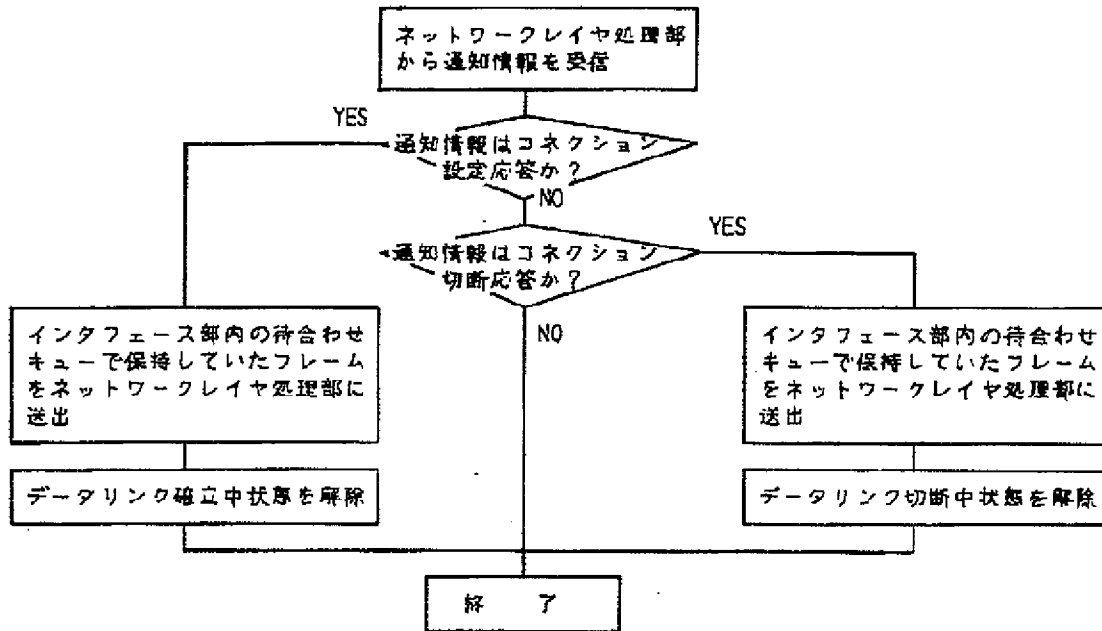 ネットワークレイヤ処理部
から通知情報を受信
YES
通知情報はコネクション
設定応答か?
NO
YES
通知情報はコネクション
切断応答か?
NO
インタフェース部内の待合わせ
キューで保持していたフレーム
をネットワークレイヤ処理部に
送出
インタフェース部内の待合わせ
キューで保持していたフレーム
をネットワークレイヤ処理部に
送出
データリンク確立中状態を解除
データリンク切断中状態を解除
終 了